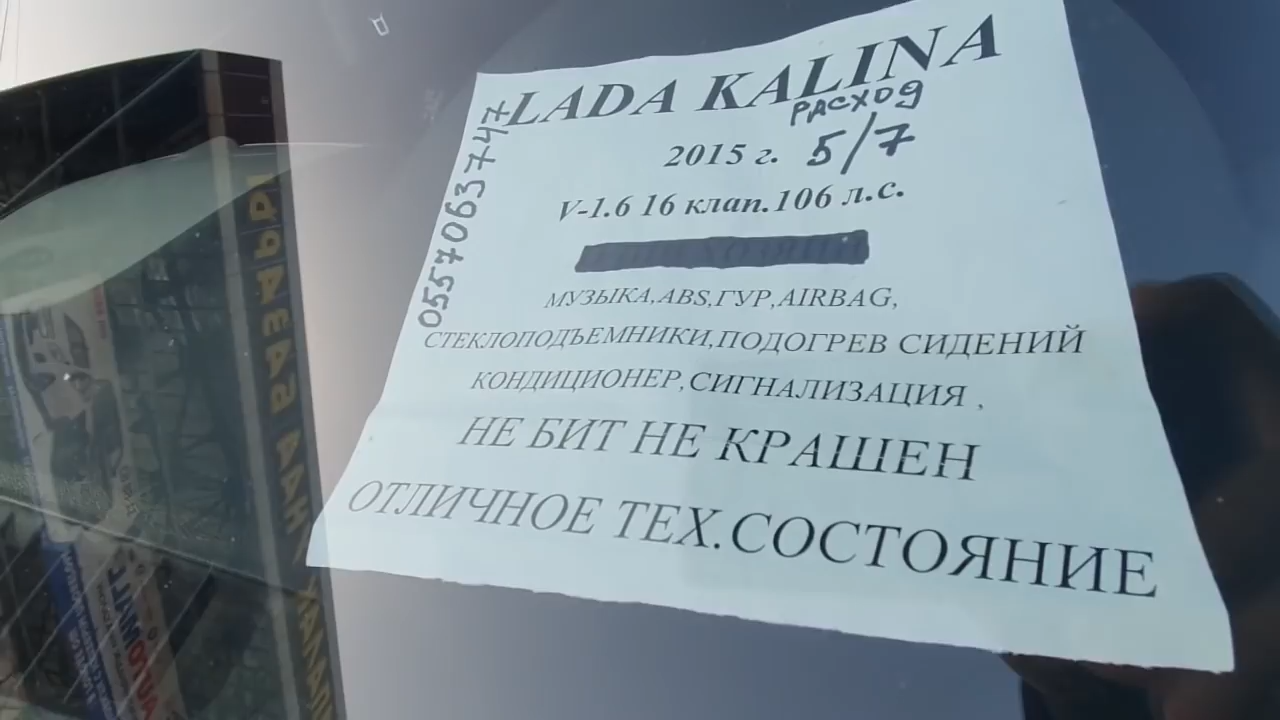 LADA KALINA
РАСХОД
2015 г. 5/7
V-1.6 16 клап.106 л.с.
МУЗЫКА,ABS,ГУР,AIRBAG,
СТЕКЛОПОДЪЕМНИКИ,ПОДОГРЕВ СИДЕНИЙ
КОНДИЦИОНЕР,СИГНАЛИЗАЦИЯ ,
НЕ БИТ НЕ КРАШЕН
ОТЛИЧНОЕ ТЕХ.СОСТОЯНИЕ
0557063747
AUTOMALL